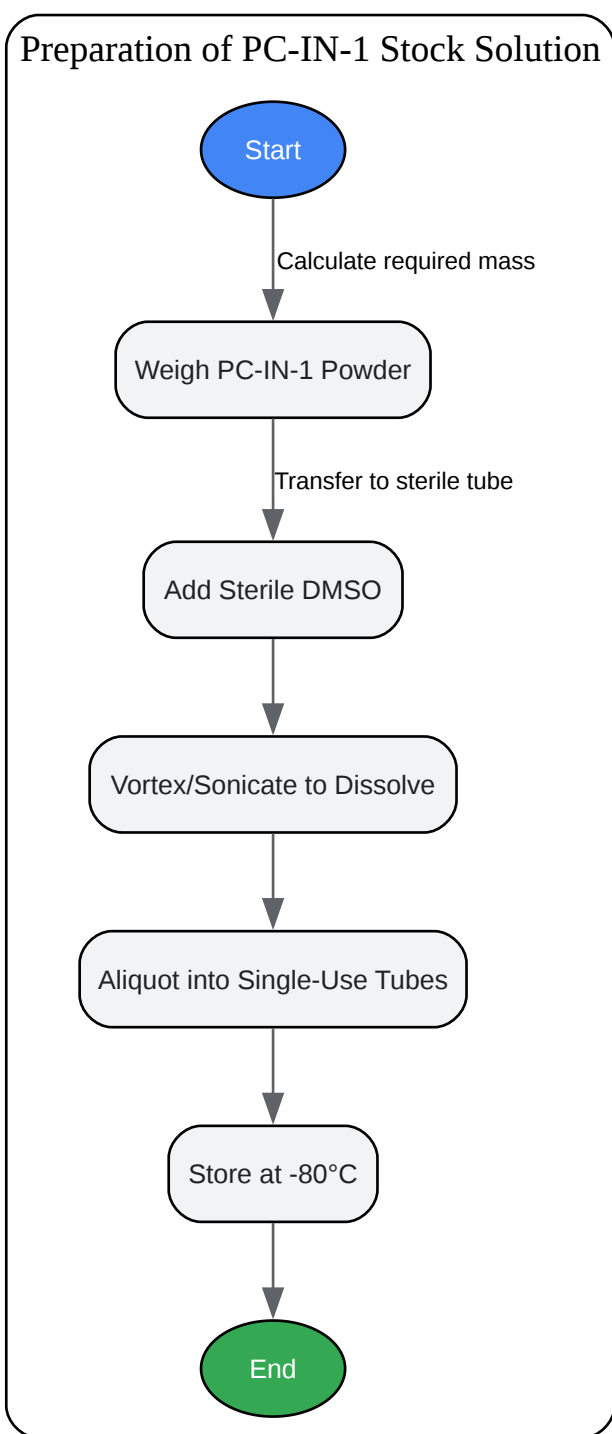 Preparation of PC-IN-1 Stock Solution
Start
Calculate required mass
Weigh PC-IN-1 Powder
Transfer to sterile tube
Add Sterile DMSO
Vortex/Sonicate to Dissolve
Aliquot into Single-Use Tubes
Store at -80°C
End